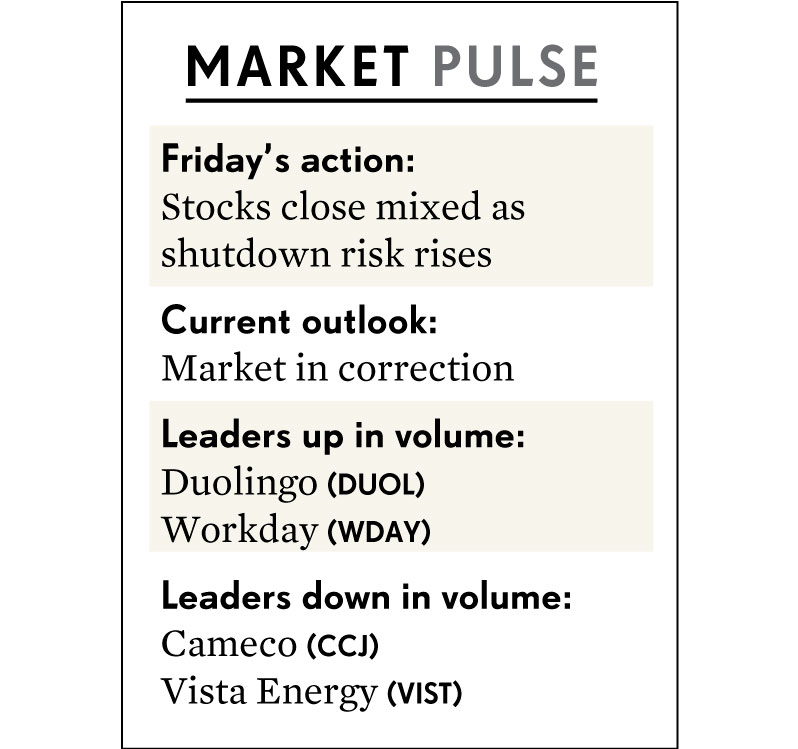 MARKET PULSE
Friday’s action:
Stocks close mixed as
shutdown risk rises
Current outlook:
Market in correction
Leaders up in volume:
Duolingo (DUOL)
Workday (WDAY)
Leaders down in volume:
Cameco (CCJ)
Vista Energy (VIST)